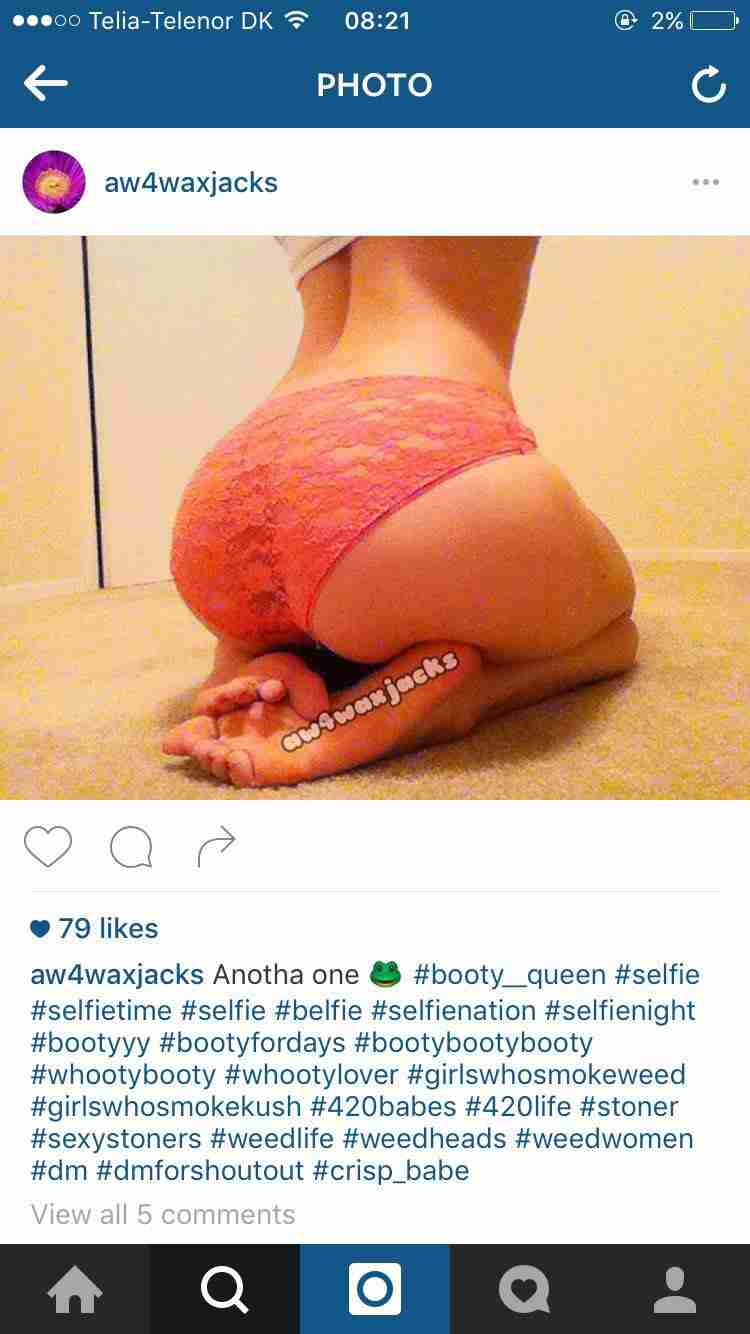 Telia-Telenor DK 08:21 2%
PHOTO
aw4waxjacks
aw4waxjacks
79 likes
aw4waxjacks Anotha one 🐸 #booty__queen #selfie
#selfietime #selfie #belfie #selfienation #selfienight
#bootyyy #bootyfordays #bootybootybooty
#whootybooty #whootylover #girlswhosmokeweed
#girlswhosmokekush #420babes #420life #stoner
#sexystoners #weedlife #weedheads #weedwomen
#dm #dmforshoutout #crisp_babe
View all 5 comments